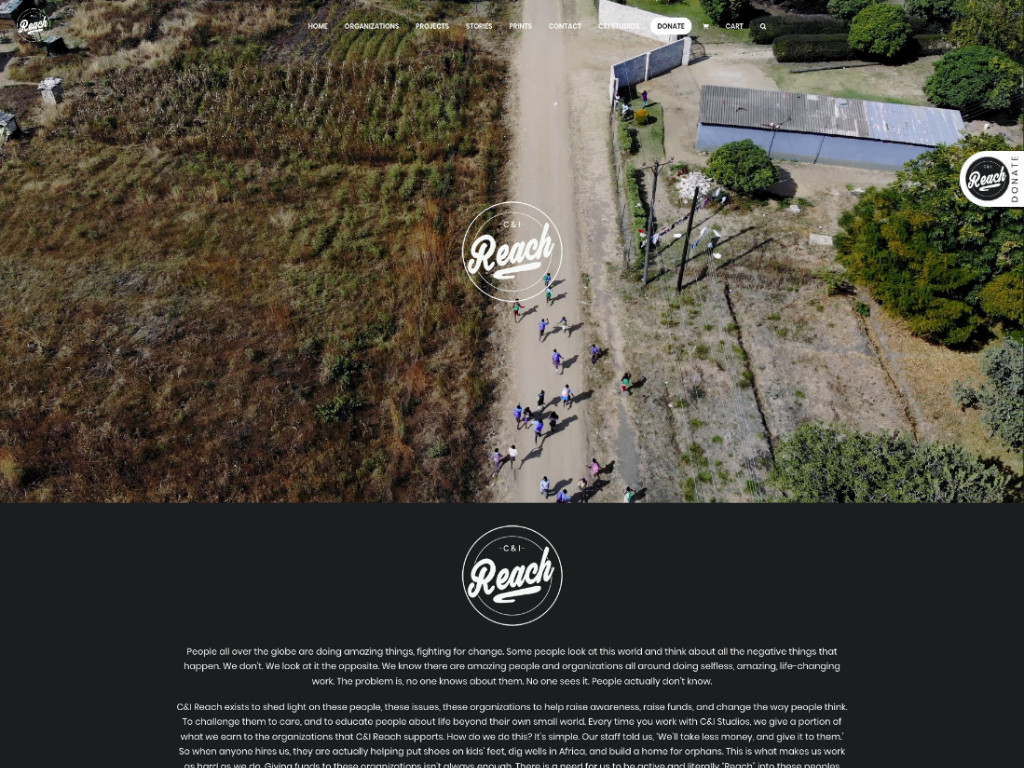 Reach
HOME ORGANIZATIONS PROJECTS STORIES PRINTS CONTACT C&I STUDIOS DONATE CART
C&I
Reach
DONATE
C&I
Reach
-C&I-
Reach
People all over the globe are doing amazing things, fighting for change. Some people look at this world and think about all the negative things that
happen. We don't. We look at it the opposite. We know there are amazing people and organizations all around doing selfless, amazing, life-changing
work. The problem is, no one knows about them. No one sees it. People actually don't know.
C&I Reach exists to shed light on these people, these issues, these organizations to help raise awareness, raise funds, and change the way people think.
To challenge them to care, and to educate people about life beyond their own small world. Every time you work with C&I Studios, we give a portion of
what we earn to the organizations that C&I Reach supports. How do we do this? It's simple. Our staff told us, 'We'll take less money, and give it to them.'
So when anyone hires us, they are actually helping put shoes on kids' feet, dig wells in Africa, and build a home for orphans. This is what makes us work
as hard as we do. Giving funds to these organizations isn't always enough. There is a need for us to be active and literally "Reach" into these peoples